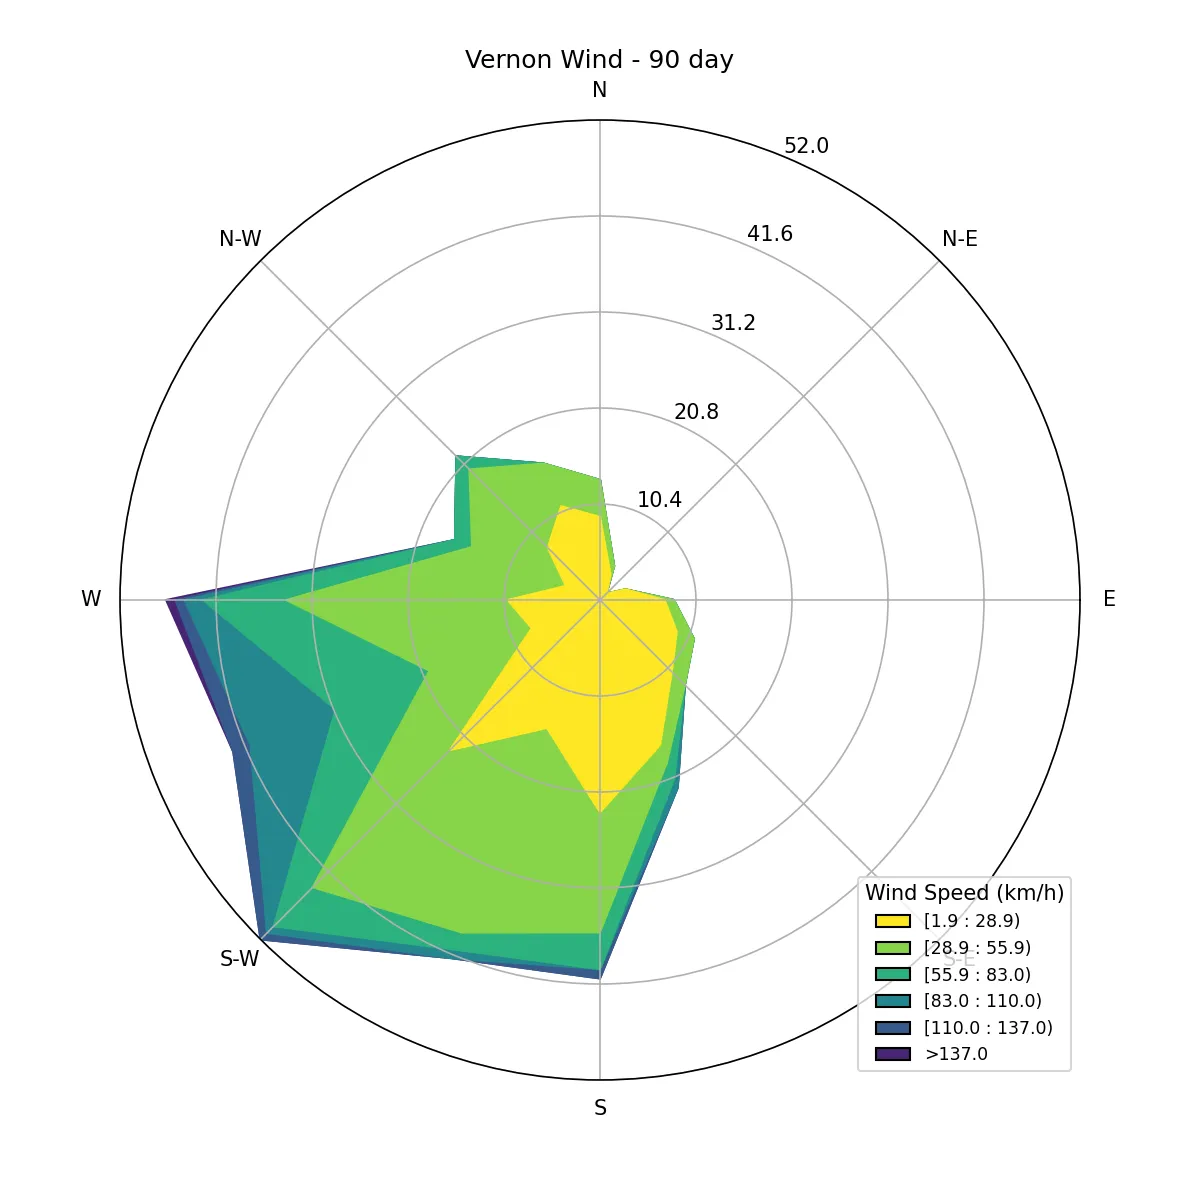 Vernon Wind - 90 day
N
52.0
41.6
N-W
N-E
31.2
20.8
10.4
W
E
S-W
S-E
S
Wind Speed (km/h)
[1.9 : 28.9)
[28.9 : 55.9)
[55.9 : 83.0)
[83.0 : 110.0)
[110.0 : 137.0)
>137.0